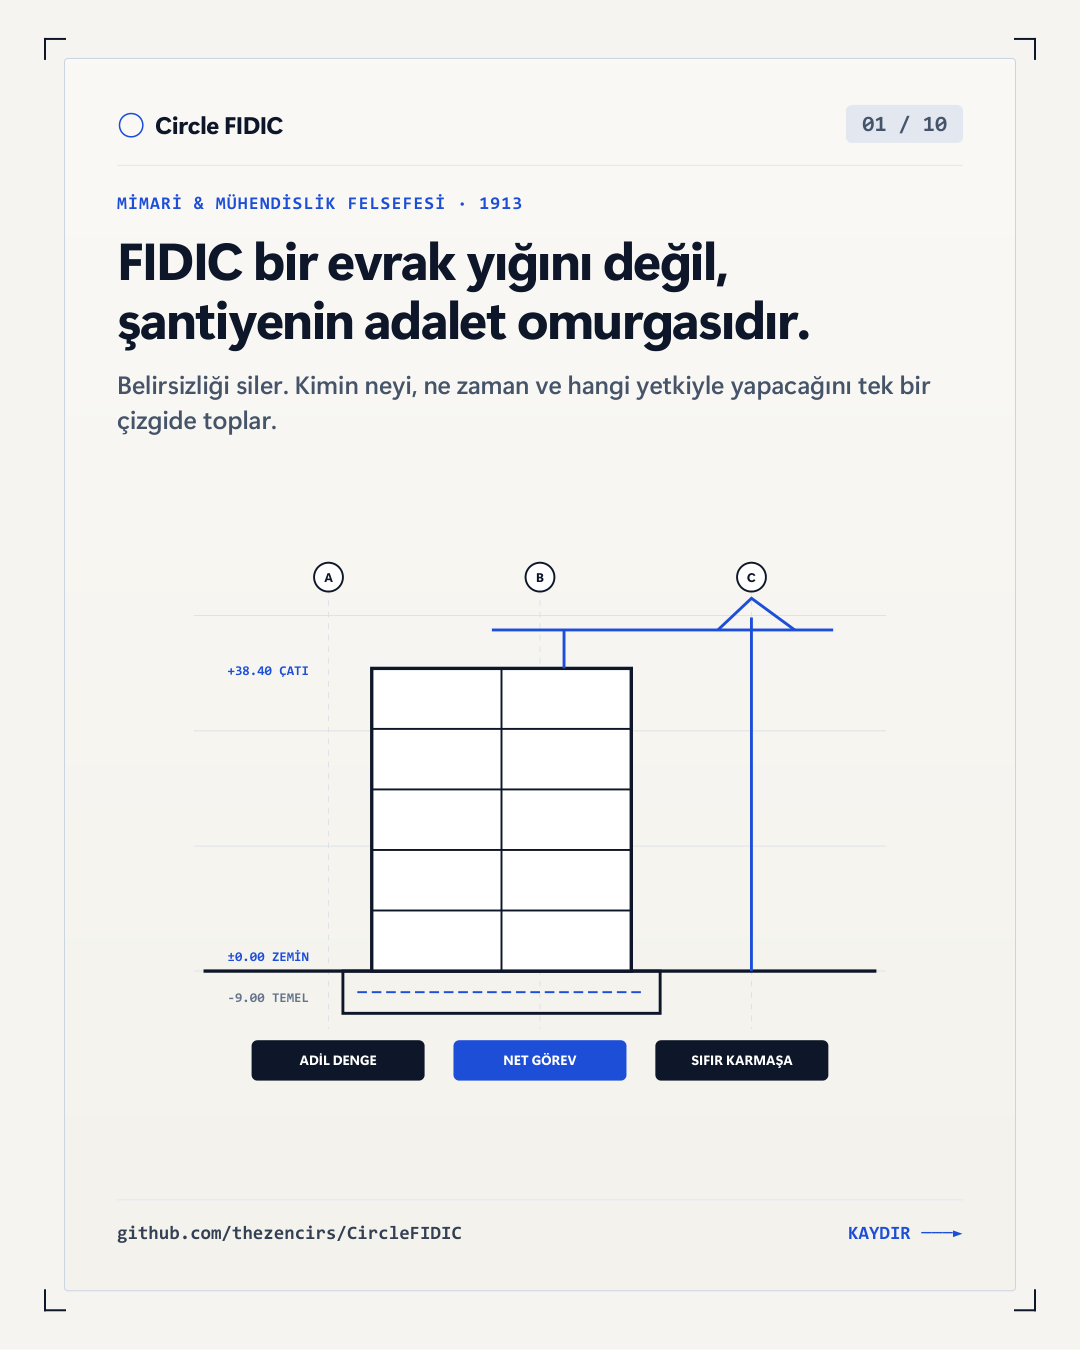 Circle FIDIC
01 / 10
MİMARİ & MÜHENDİSLİK FELSEFESİ · 1913
FIDIC bir evrak yığını değil,
şantiyenin adalet omurgasıdır.
Belirsizliği siler. Kimin neyi, ne zaman ve hangi yetkiyle yapacağını tek bir
çizgide toplar.
A
B
C
+38.40 ÇATI
±0.00 ZEMİN
-9.00 TEMEL
ADİL DENGE
NET GÖREV
SIFIR KARMAŞA
github.com/thezencirs/CircleFIDIC
KAYDIR